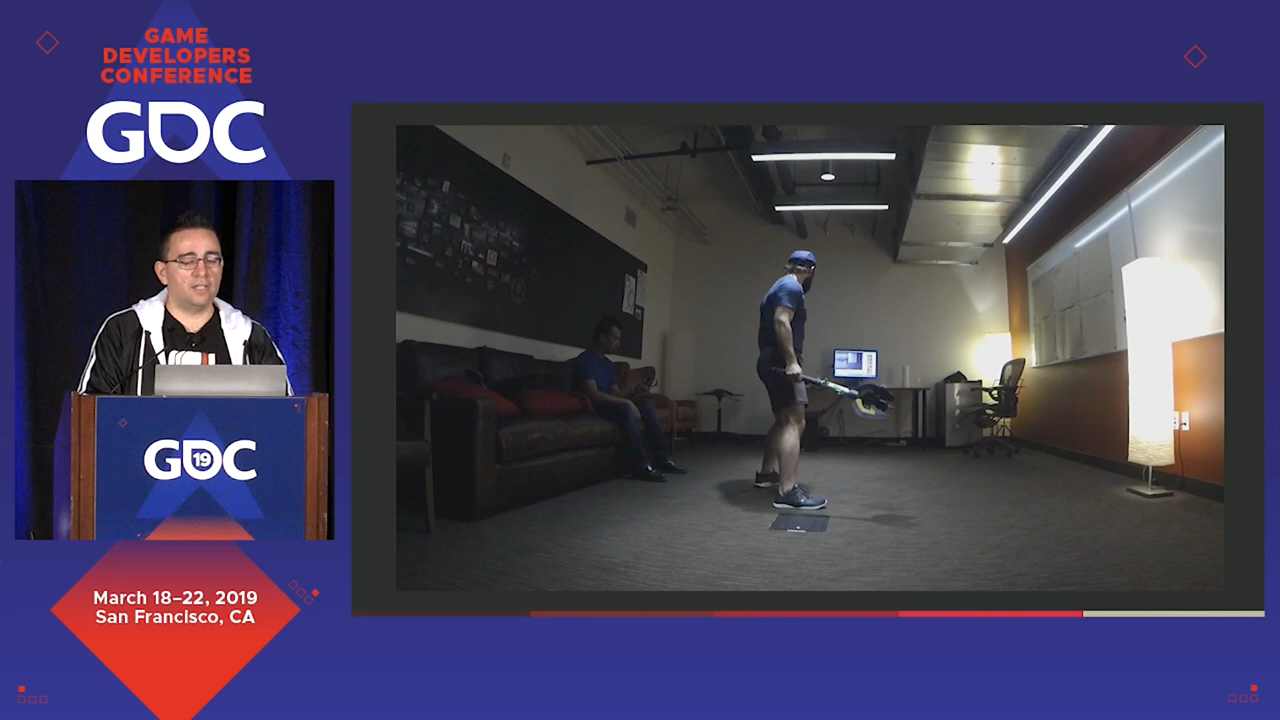 GAME
DEVELOPERS
CONFERENCE
GDC
GDC
19
March 18–22, 2019
San Francisco, CA